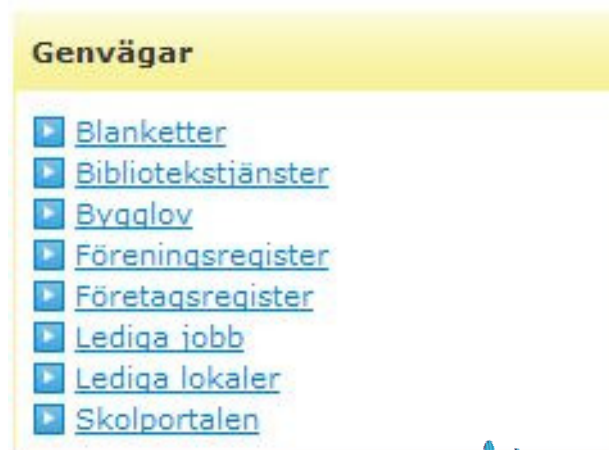 Genvägar
Blanketter
Bibliotekstjänster
Bygglov
Föreningsregister
Företagsregister
Lediga jobb
Lediga lokaler
Skolportalen